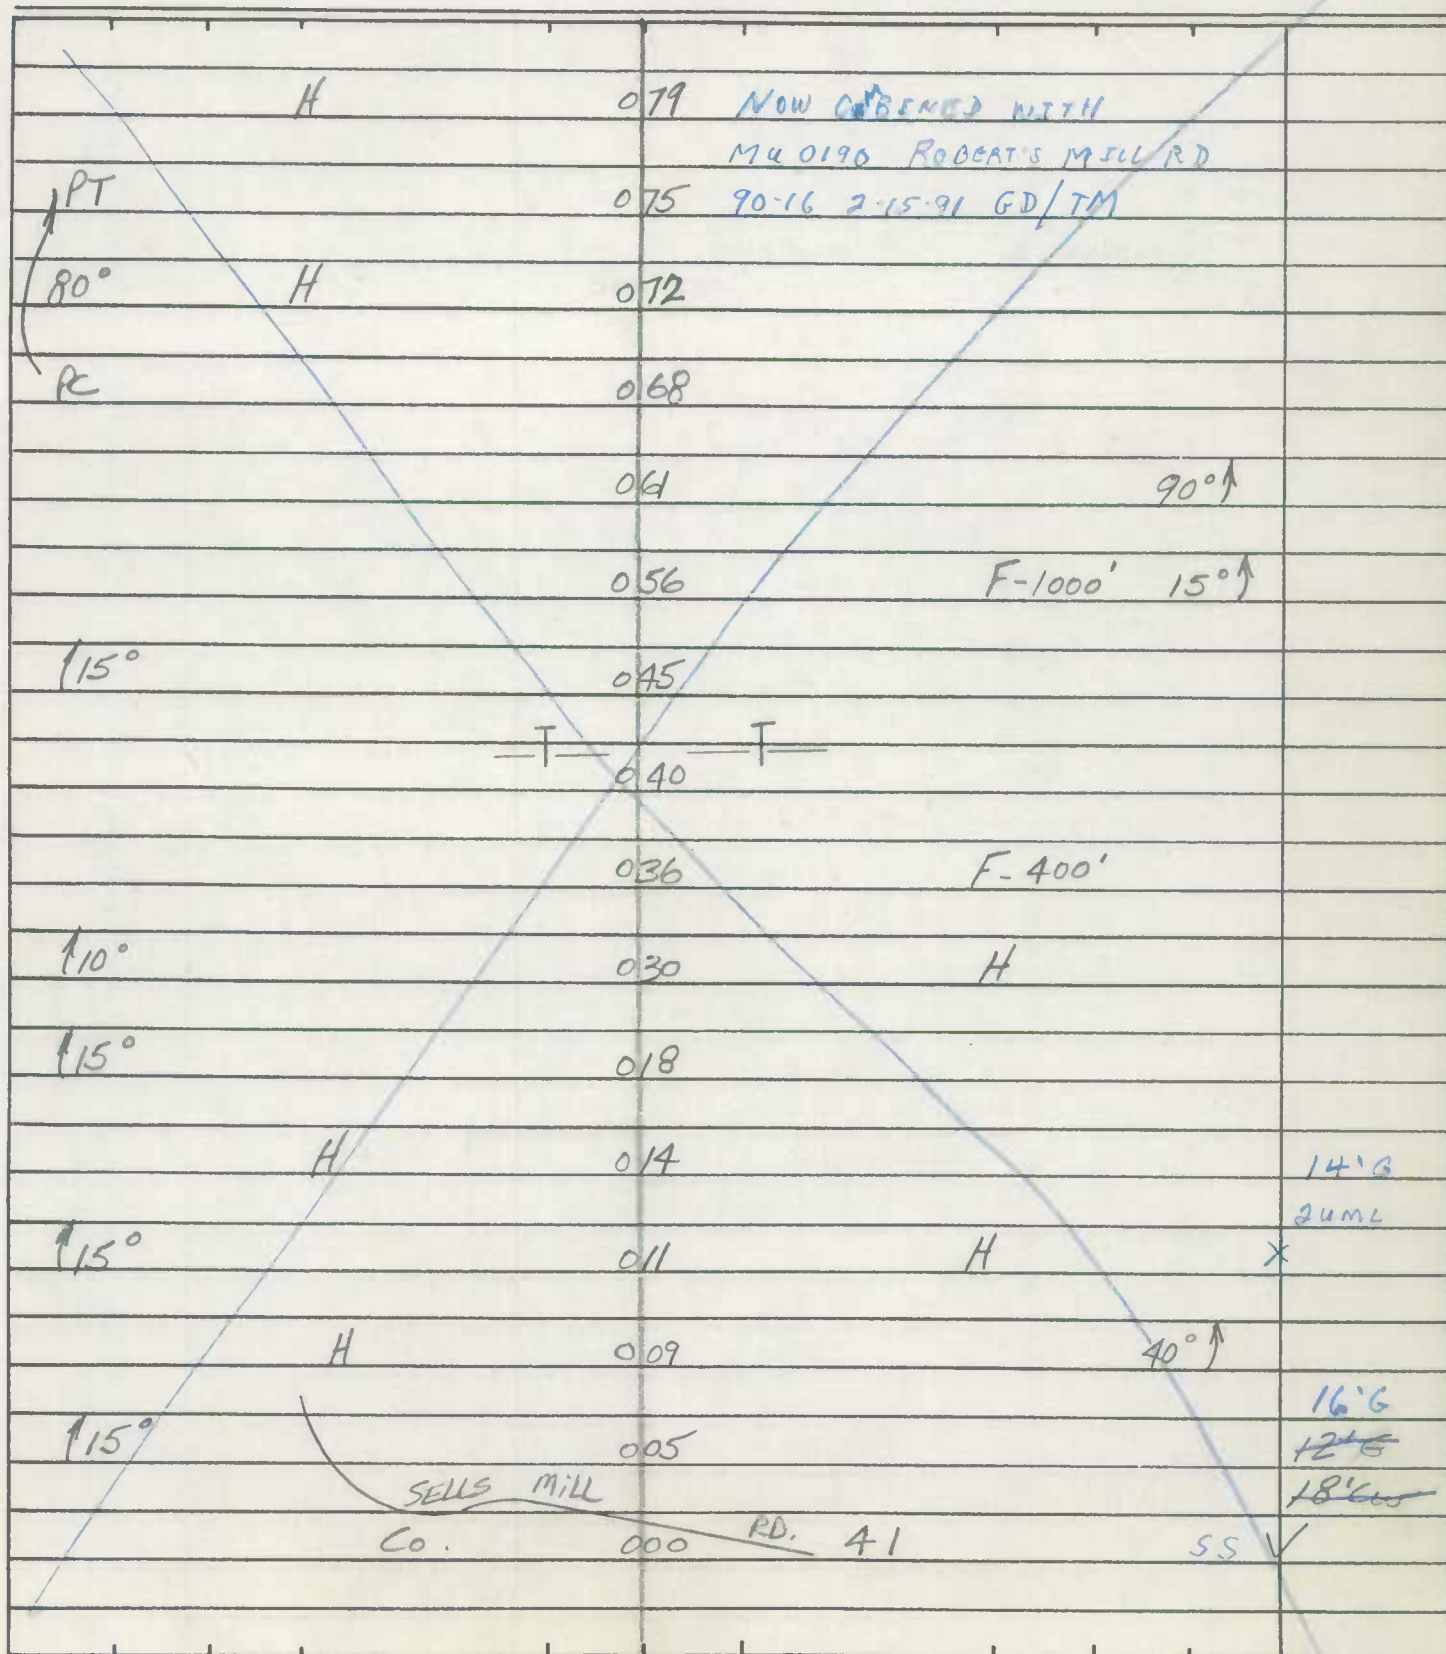 H 079 NOW COMBINED WITH
MU 0190 ROBERT'S MILL RD
PT 075 90-16 2-15-91 GD/TM
80° H 072
PC 068
061 90°
056 F-1000' 15°
15° 045
T T
040
036 F-400'
10° 030 H
15° 018
H 014 14'G
15° 011 H X
H 009 40°
16'G
15° 005 12'G
SELLS MILL
Co. 000 RD. 41 SS